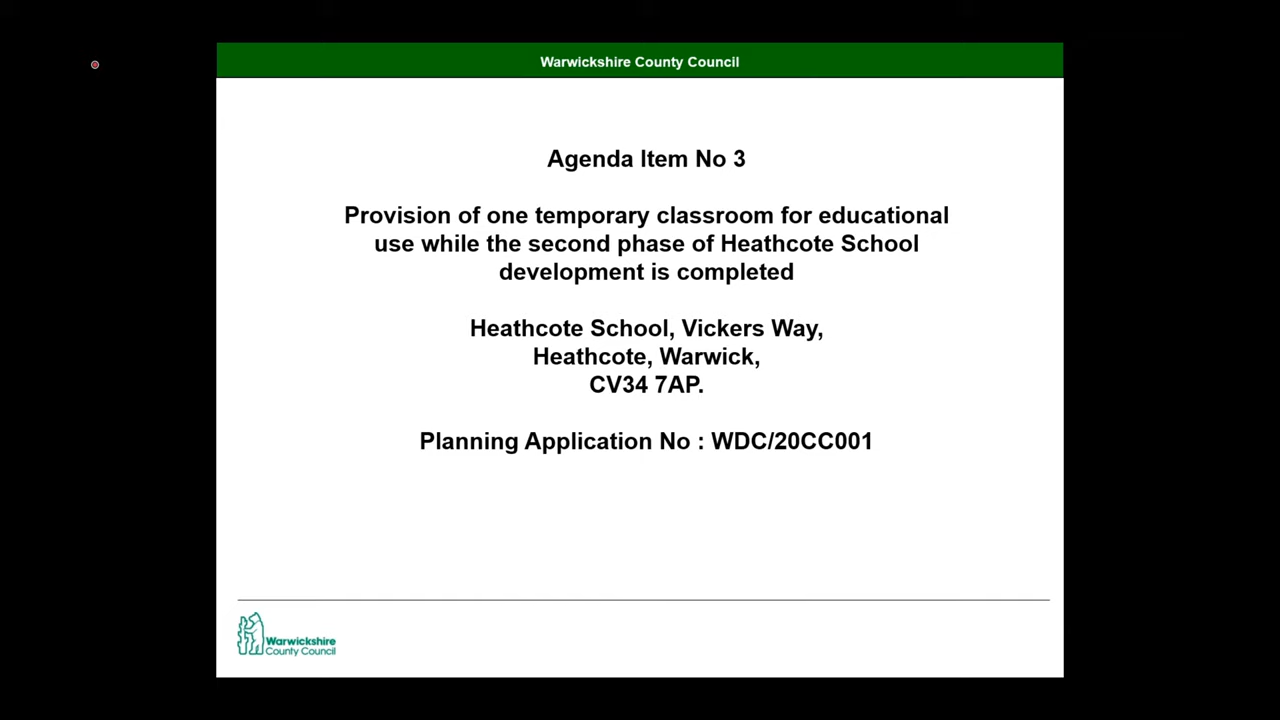 Warwickshire County Council
Agenda Item No 3
Provision of one temporary classroom for educational
use while the second phase of Heathcote School
development is completed
Heathcote School, Vickers Way,
Heathcote, Warwick,
CV34 7AP.
Planning Application No : WDC/20CC001
Warwickshire
County Council